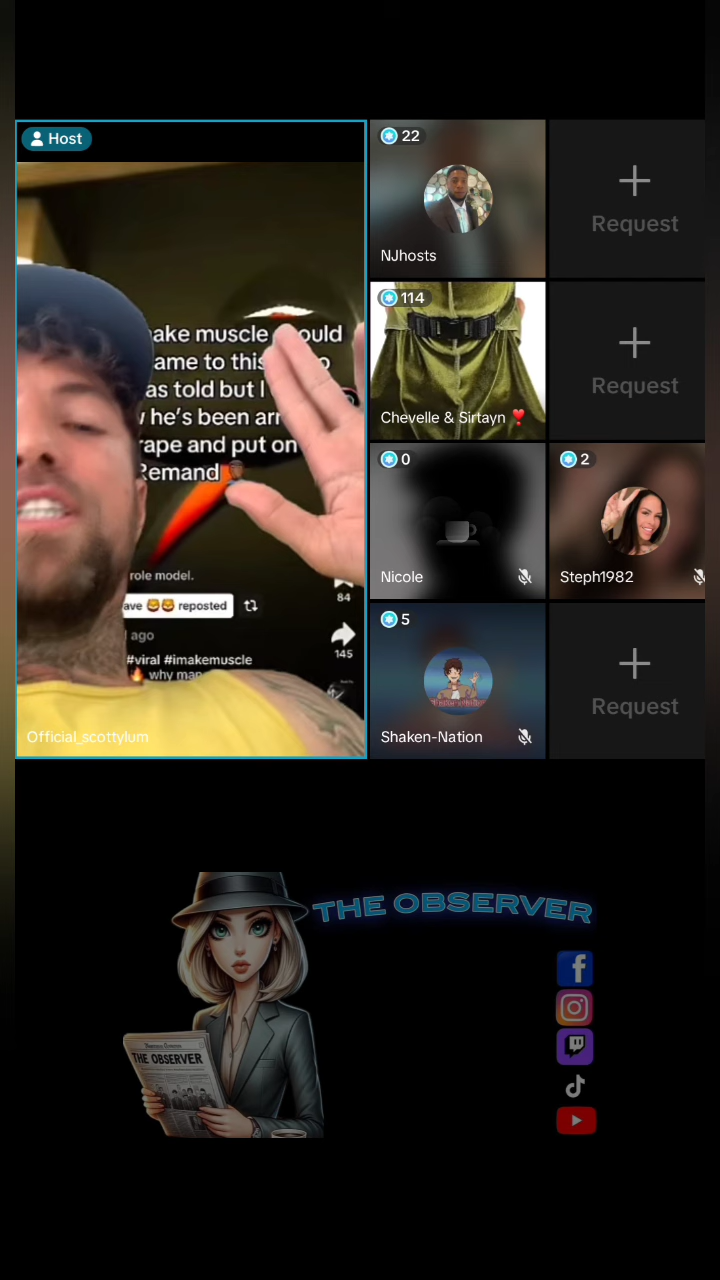 Host
ake muscle
ould
ame to this
o
as told but I
he's been arr
rape and put on
Remand
role model.
ave 🥰🥰 reposted
ago
#viral #imakemuscle
🔥 why man
84
145
Official_scottylum
22
NJhosts
Request
114
Chevelle & Sirtayn ❣️
Request
0
Nicole
2
Steph1982
5
Shaken-Nation
Request
THE OBSERVER
THE OBSERVER